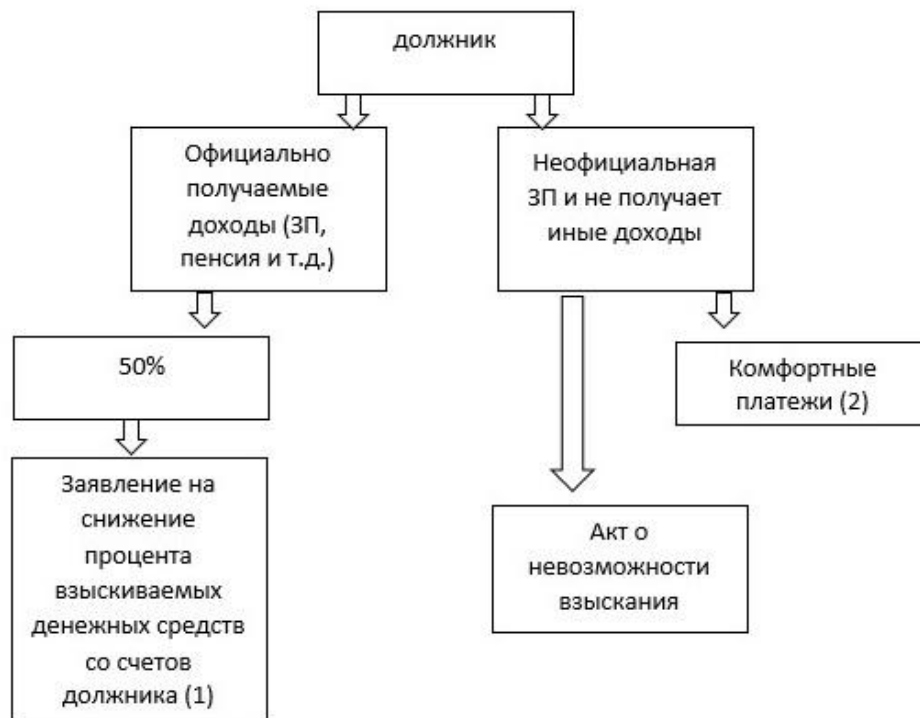 должник
Официально
получаемые
доходы (ЗП,
пенсия и т.д.)
Неофициальная
ЗП и не получает
иные доходы
50%
Комфортные
платежи (2)
Заявление на
снижение
процента
взыскиваемых
денежных средств
со счетов
должника (1)
Акт о
невозможности
взыскания